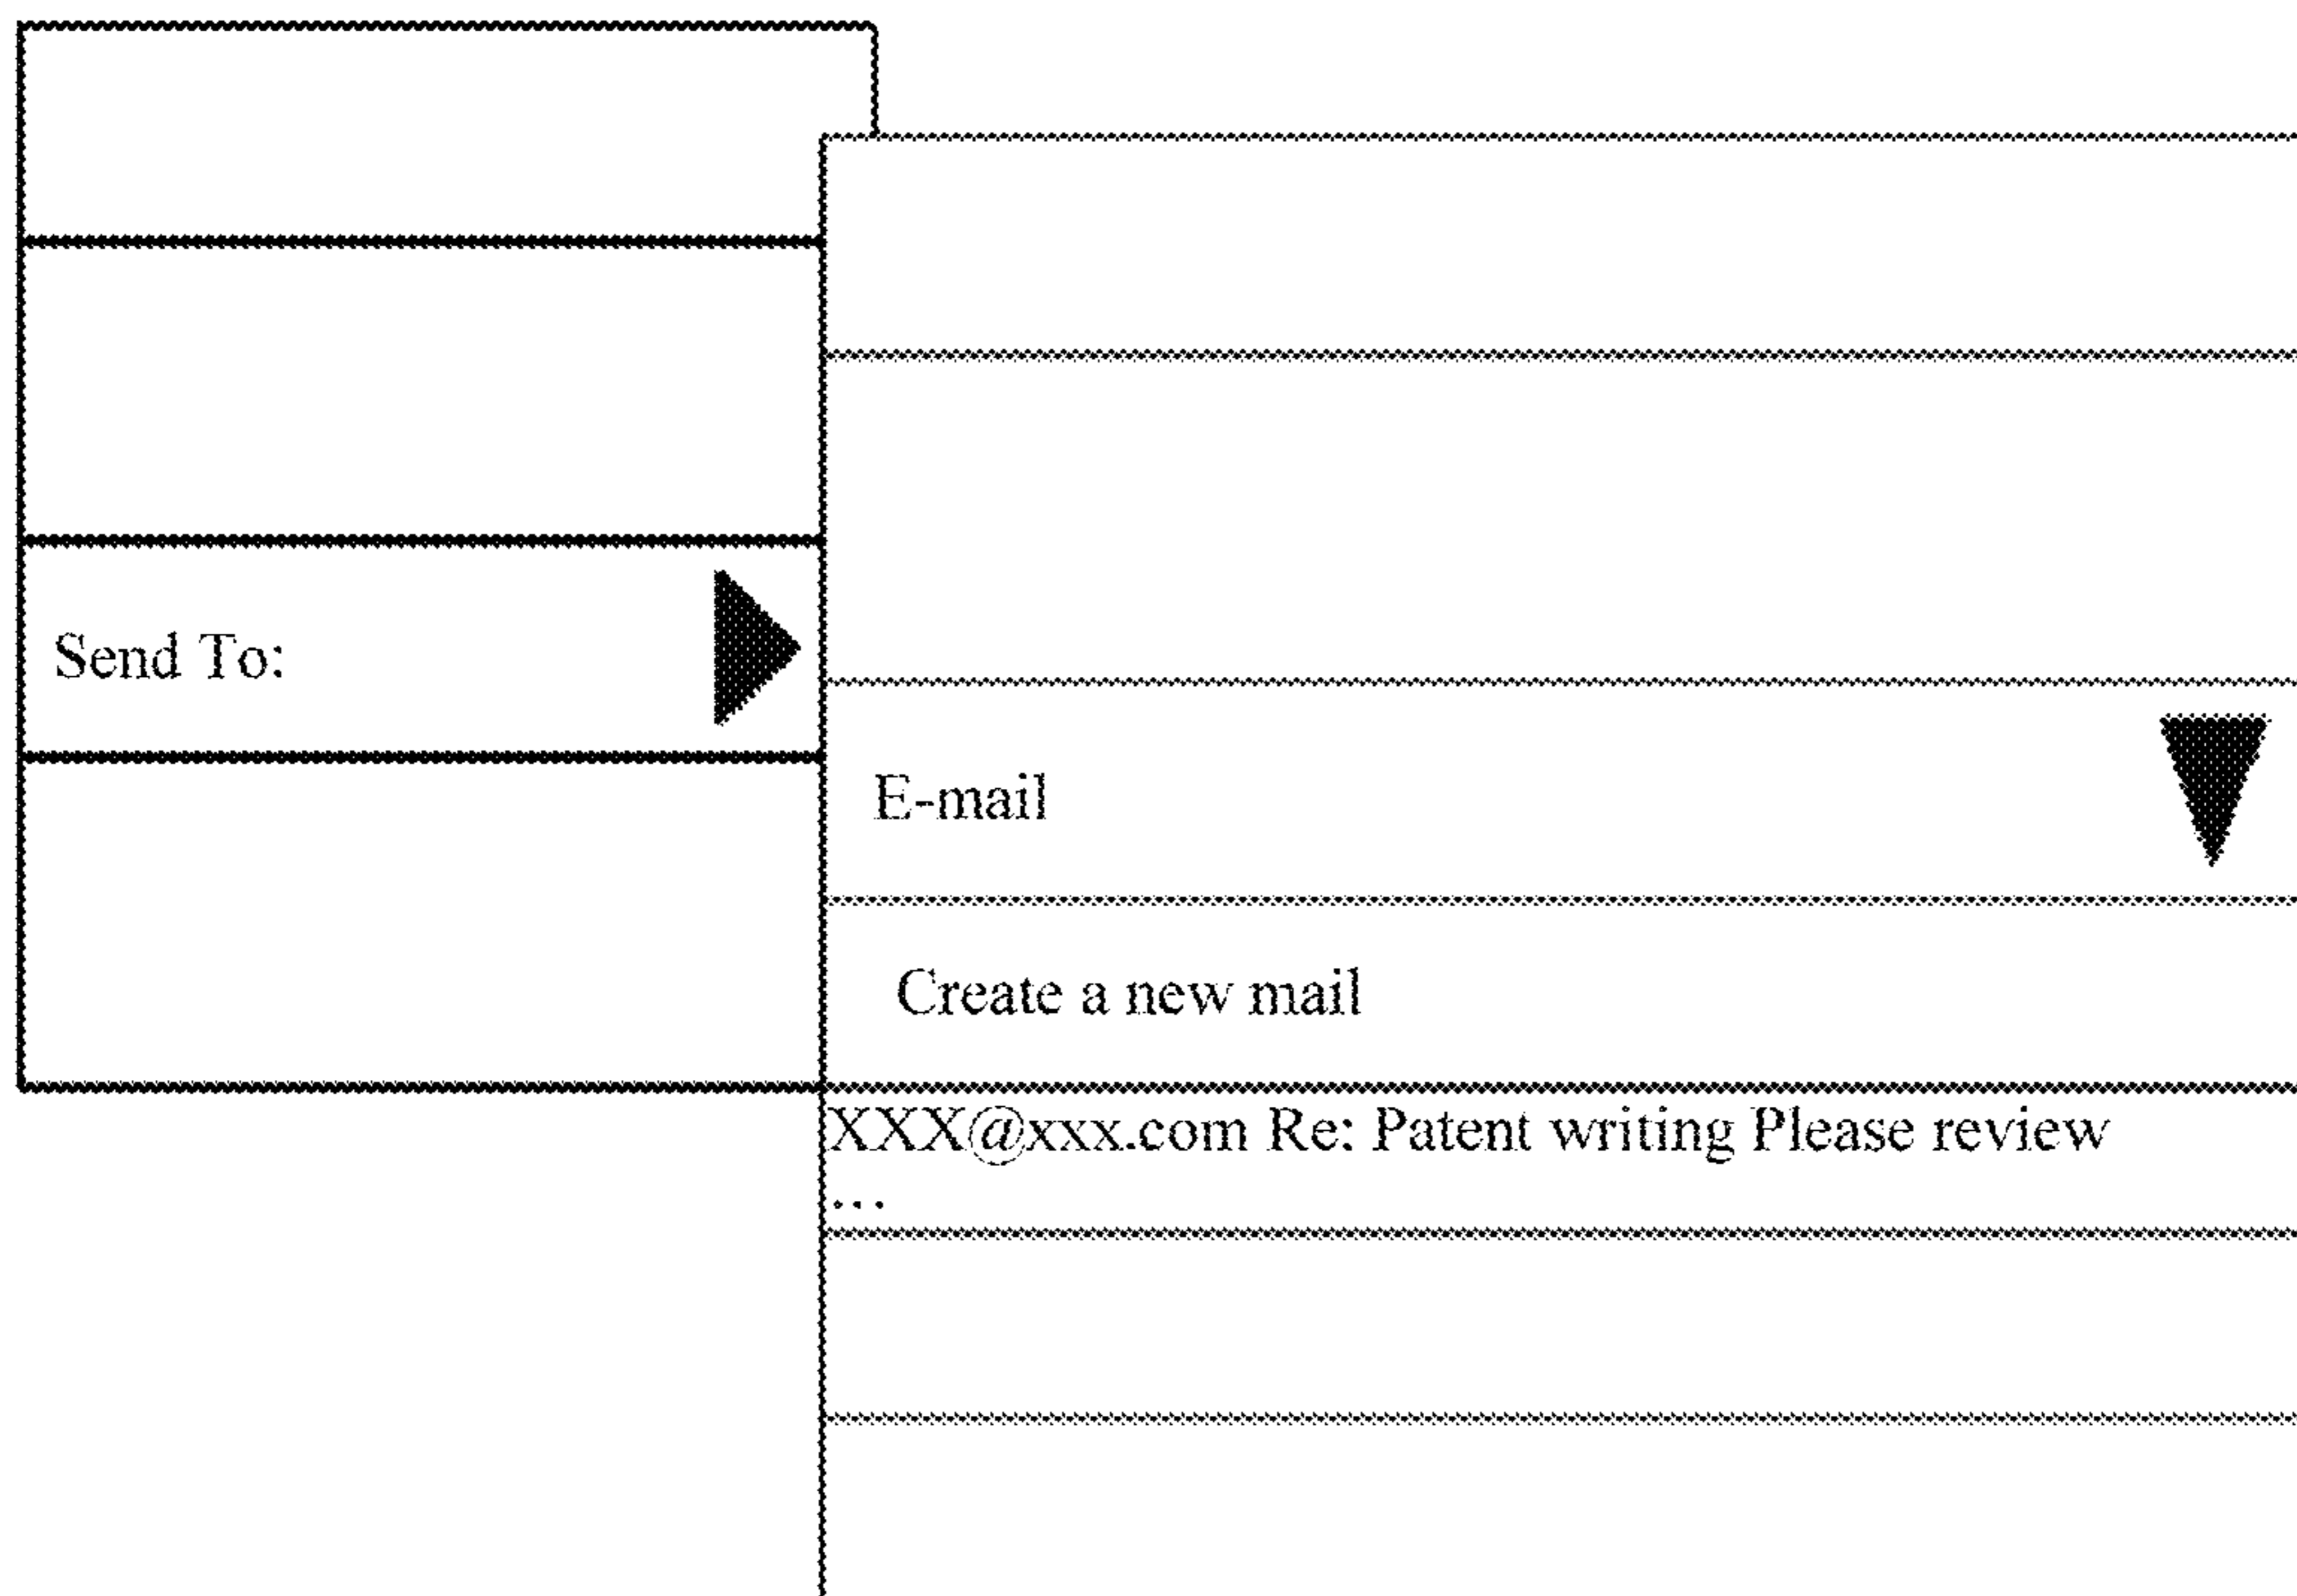 Send To:
E-mail
Create a new mail
XXX@xxx.com Re: Patent writing Please review
...